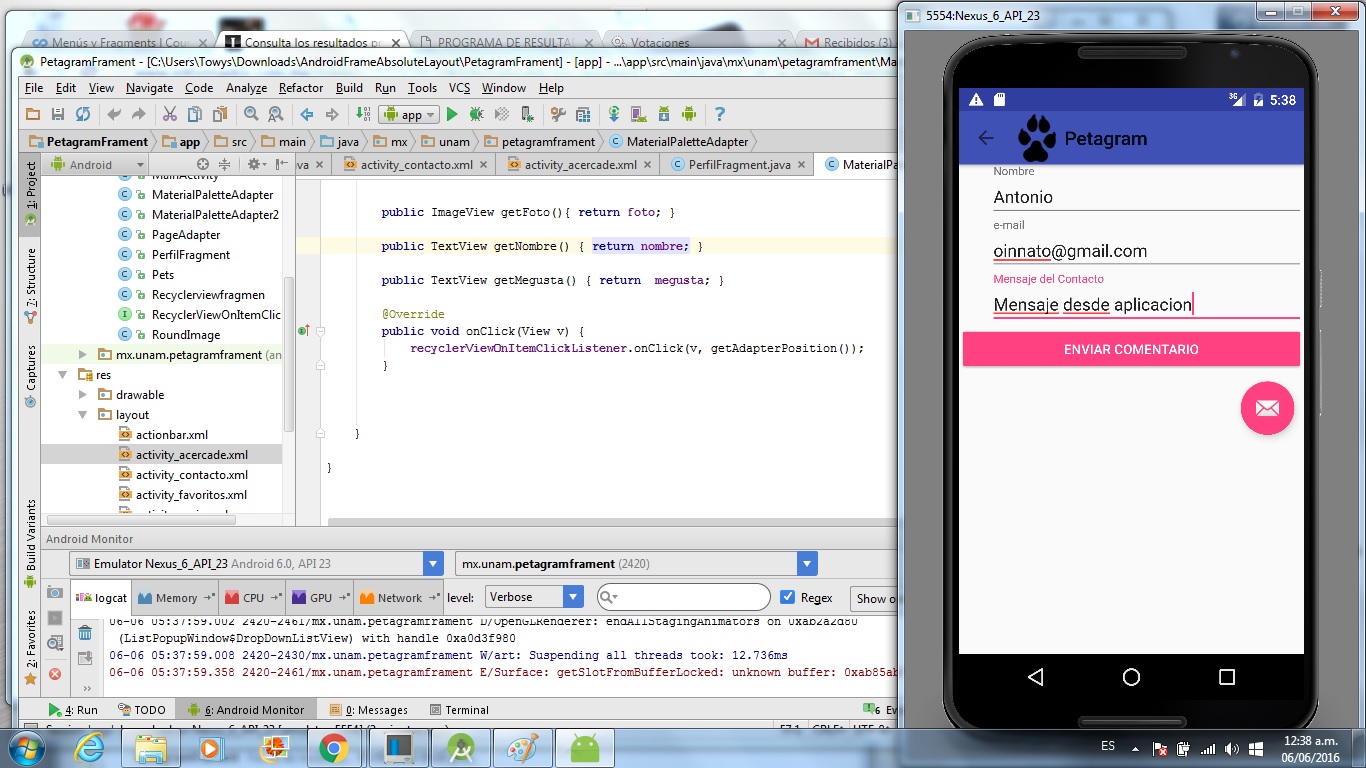 5554:Nexus_6_API_23
Menús y Fragments | Cou
Consulta los resultados po
PROGRAMA DE RESULTA
Votaciones
Recibidos (3)
PetagramFrament - [C:\Users\Towys\Downloads\AndroidFrameAbsoluteLayout\PetagramFrament] - [app] - ...\app\src\main\java\mx\unam\petagramframent\Ma
File Edit View Navigate Code Analyze Refactor Build Run Tools VCS Window Help
app
PetagramFrament app src main java mx unam petagramframent MaterialPaletteAdapter
1: Project
7: Structure
Captures
Build Variants
2: Favorites
Android
MainActivity
MaterialPaletteAdapter
MaterialPaletteAdapter2
PageAdapter
PerfilFragment
Pets
Recyclerviewfragmen
RecyclerViewOnItemClic
RoundImage
mx.unam.petagramframent (an
res
drawable
layout
actionbar.xml
activity_acercade.xml
activity_contacto.xml
activity_favoritos.xml
va
activity_contacto.xml
activity_acercade.xml
PerfilFragment.java
MaterialPa
public ImageView getFoto(){ return foto; }
public TextView getNombre() { return nombre; }
public TextView getMegusta() { return  megusta; }
@Override
public void onClick(View v) {
recyclerViewOnItemClickListener.onClick(v, getAdapterPosition());
}
}
}
Android Monitor
Emulator Nexus_6_API_23 Android 6.0, API 23
mx.unam.petagramframent (2420)
logcat Memory CPU GPU Network level: Verbose Regex Show o
06-06 05:37:59.002 2420-2461/mx.unam.petagramframent D/OpenGLRenderer: endAllStagingAnimators on 0xab2a2d80
(ListPopupWindow$DropDownListView) with handle 0xa0d3f980
06-06 05:37:59.008 2420-2430/mx.unam.petagramframent W/art: Suspending all threads took: 12.736ms
06-06 05:37:59.358 2420-2461/mx.unam.petagramframent E/Surface: getSlotFromBufferLocked: unknown buffer: 0xab85ab
4: Run TODO 6: Android Monitor 0: Messages Terminal 6 Ev
3G 5:38
Petagram
Nombre
Antonio
e-mail
oinnato@gmail.com
Mensaje del Contacto
Mensaje desde aplicacion
ENVIAR COMENTARIO
ES
12:38 a.m.
06/06/2016